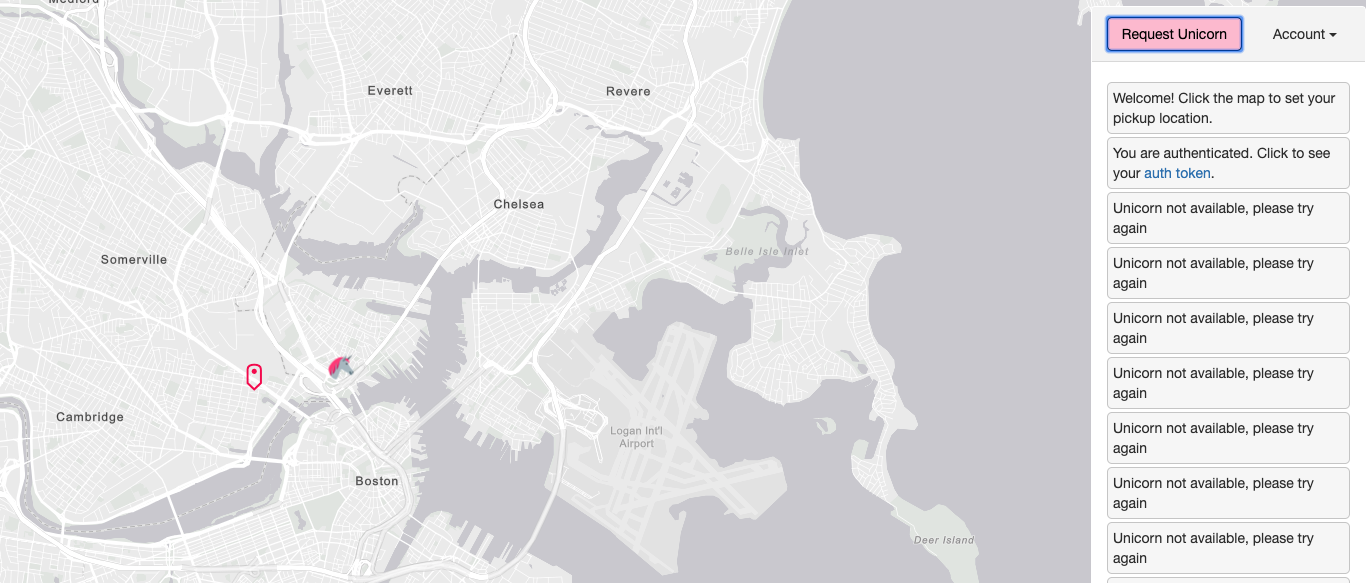 Medford
Request Unicorn
Account
Everett
Revere
Chelsea
Somerville
Belle Isle Inlet
Cambridge
Logan Int'l
Airport
Boston
Deer Island
Welcome! Click the map to set your
pickup location.
You are authenticated. Click to see
your auth token.
Unicorn not available, please try
again
Unicorn not available, please try
again
Unicorn not available, please try
again
Unicorn not available, please try
again
Unicorn not available, please try
again
Unicorn not available, please try
again
Unicorn not available, please try
again